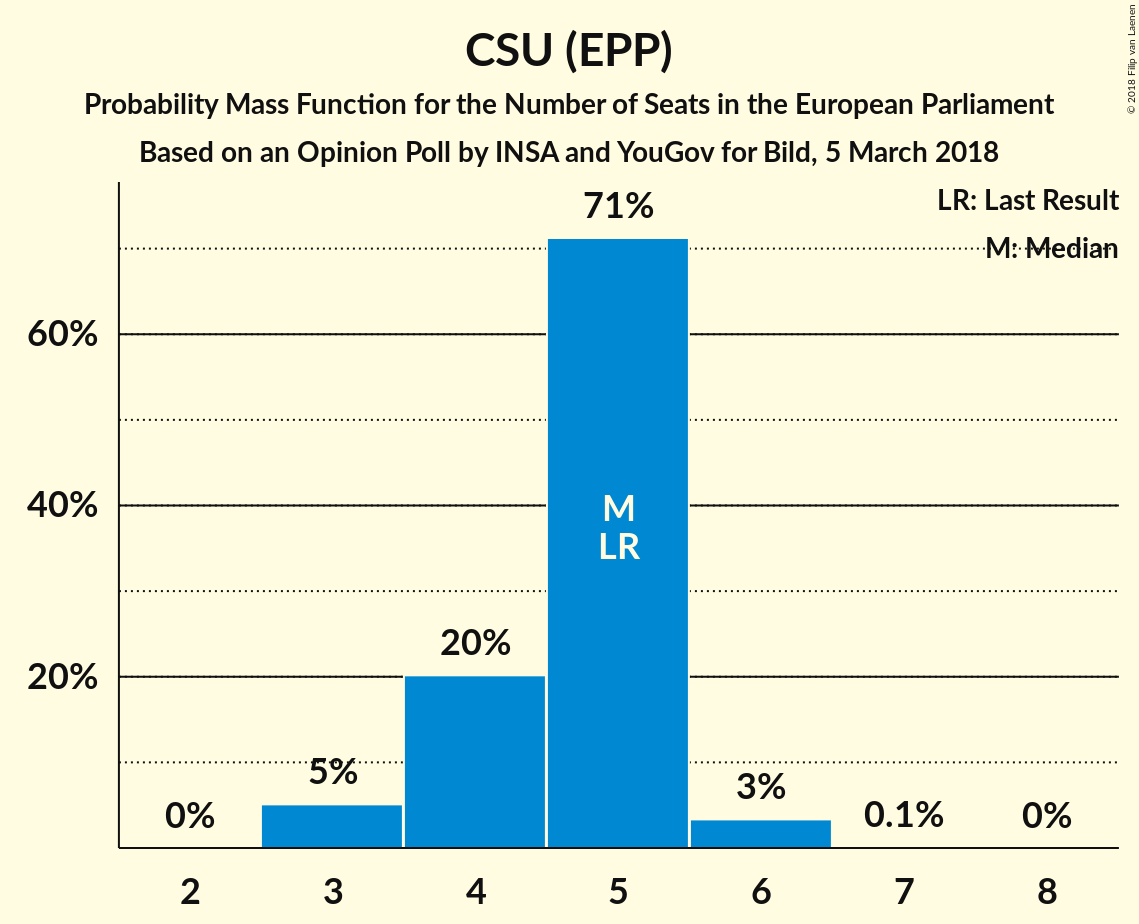 CSU (EPP)
Probability Mass Function for the Number of Seats in the European Parliament
Based on an Opinion Poll by INSA and YouGov for Bild, 5 March 2018
© 2018 Filip van Laenen
LR: Last Result
M: Median
71%
60%
40%
M
LR
20%
20%
5%
3%
0%
0.1%
0%
2 3 4 5 6 7 8